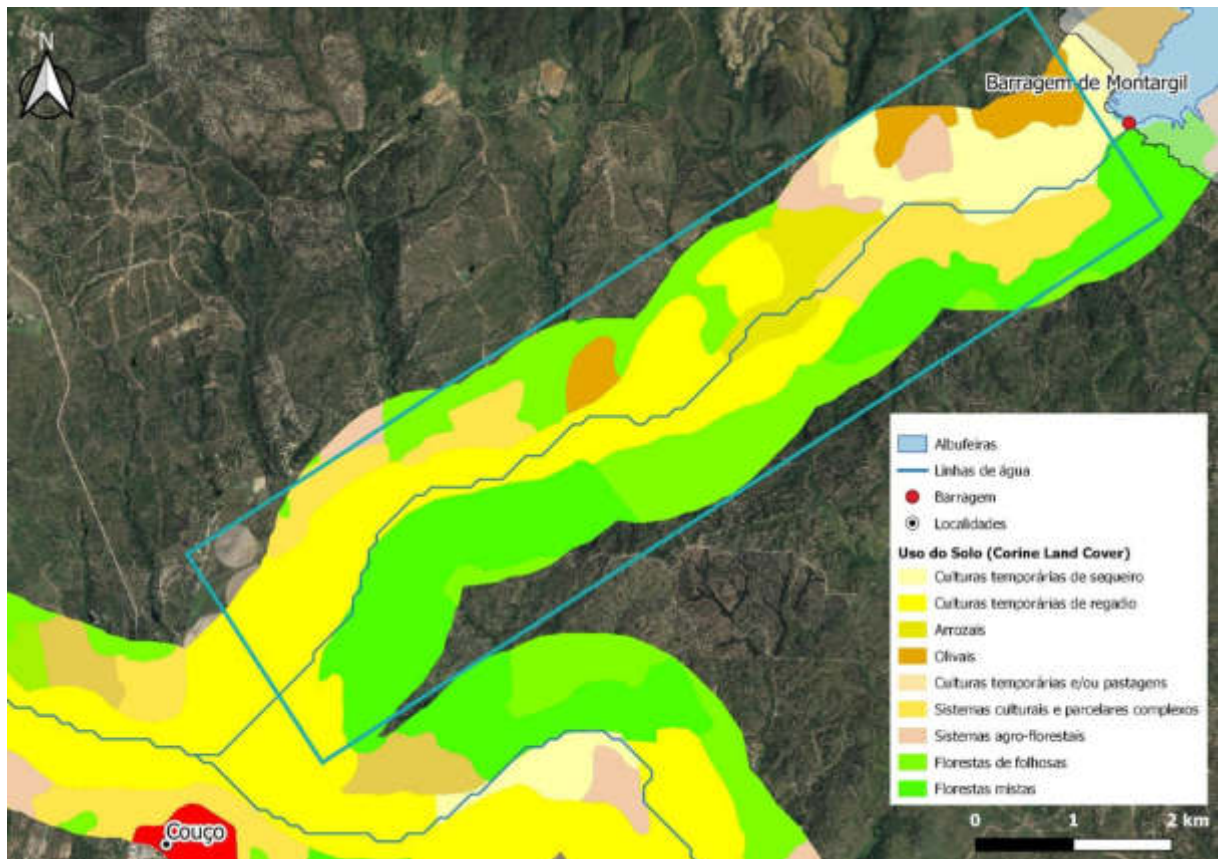 N
Barragem de Montargil
Albufeiras
Linhas de água
Barragem
Localidades
Uso do Solo (Corine Land Cover)
Culturas temporárias de sequeiro
Culturas temporárias de regadio
Arrozais
Olivais
Culturas temporárias e/ou pastagens
Sistemas culturais e parcelares complexos
Sistemas agro-florestais
Florestas de folhosas
Florestas mistas
0 1 2 km
Couço